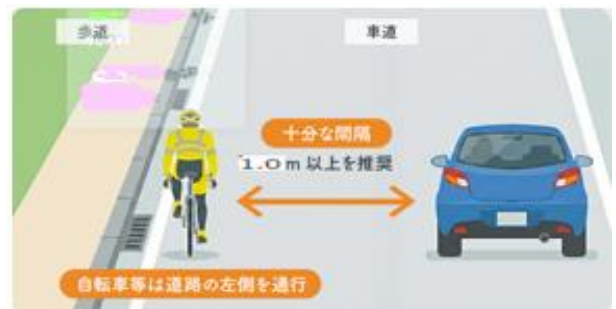 歩道
車道
十分な間隔
1.0m以上を推奨
自転車等は道路の左側を通行